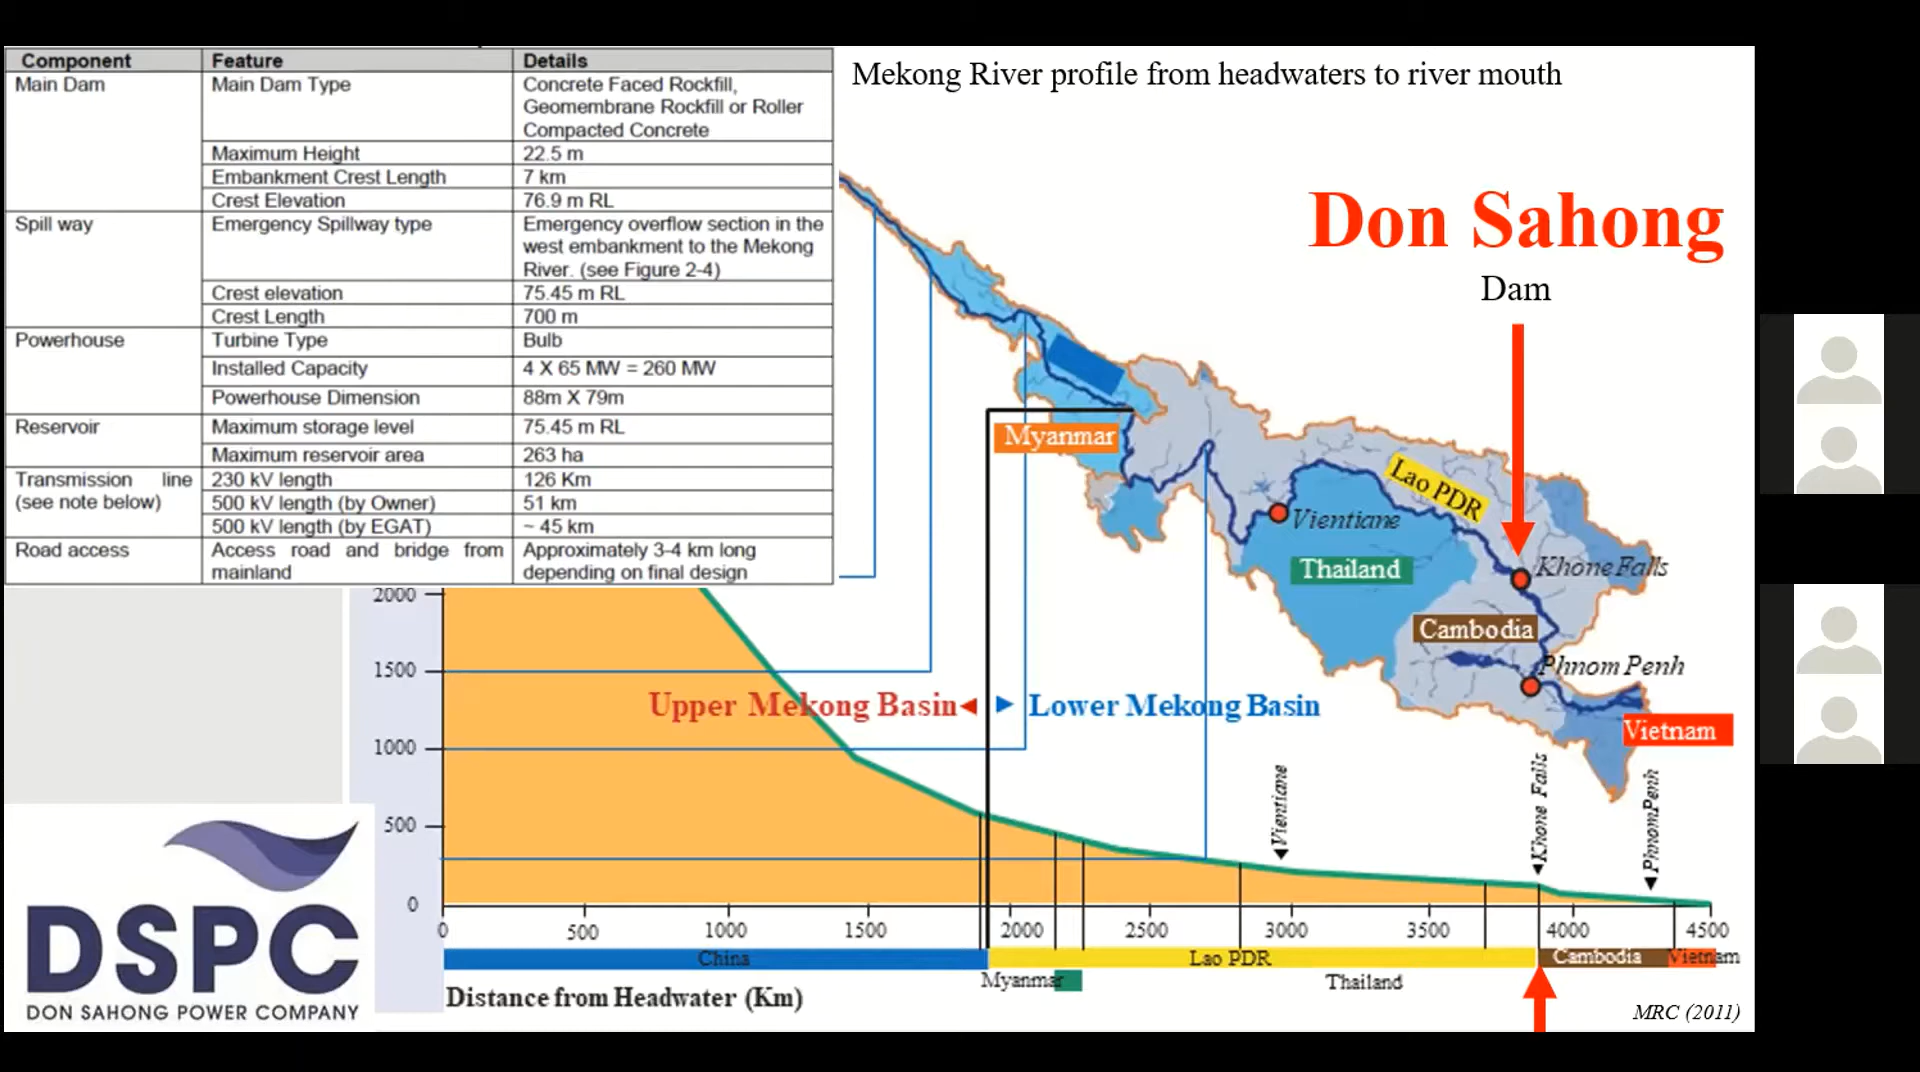 Component Feature Details
Main Dam Main Dam Type Concrete Faced Rockfill,
Geomembrane Rockfill or Roller
Compacted Concrete
Maximum Height 22.5 m
Embankment Crest Length 7 km
Crest Elevation 76.9 m RL
Spill way Emergency Spillway type Emergency overflow section in the
west embankment to the Mekong
River. (see Figure 2-4)
Crest elevation 75.45 m RL
Crest Length 700 m
Powerhouse Turbine Type Bulb
Installed Capacity 4 X 65 MW = 260 MW
Powerhouse Dimension 88m X 79m
Reservoir Maximum storage level 75.45 m RL
Maximum reservoir area 263 ha
Transmission line 230 kV length 126 Km
(see note below) 500 kV length (by Owner) 51 km
500 kV length (by EGAT) ~ 45 km
Road access Access road and bridge from Approximately 3-4 km long
mainland depending on final design
Mekong River profile from headwaters to river mouth
Don Sahong
Dam
Myanmar
Lao PDR
Vientiane
Thailand
Khone Falls
Cambodia
Phnom Penh
Vietnam
2000
1500
1000
500
0
Upper Mekong Basin
Lower Mekong Basin
Vientiane
Khone Falls
PhnomPenh
0 500 1000 1500 2000 2500 3000 3500 4000 4500
China Lao PDR Cambodia Vietnam
Myanmar Thailand
Distance from Headwater (Km)
MRC (2011)
DSPC
DON SAHONG POWER COMPANY